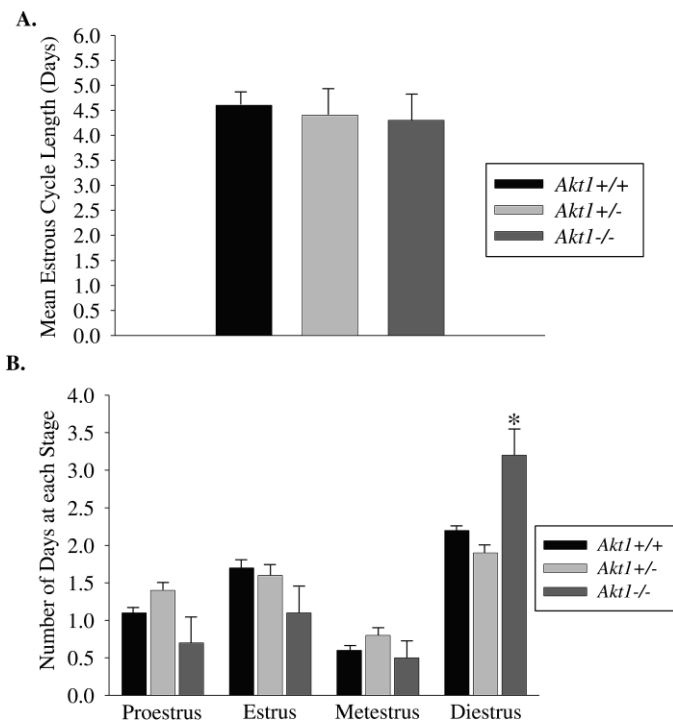 A.
Mean Estrous Cycle Length (Days)
6.0
5.5
5.0
4.5
4.0
3.5
3.0
2.5
2.0
1.5
1.0
0.5
0.0
Akt1+/+
Akt1+/-
Akt1-/-
B.
Number of Days at each Stage
4.0
3.5
3.0
2.5
2.0
1.5
1.0
0.5
0.0
*
Akt1+/+
Akt1+/-
Akt1-/-
Proestrus Estrus Metestrus Diestrus